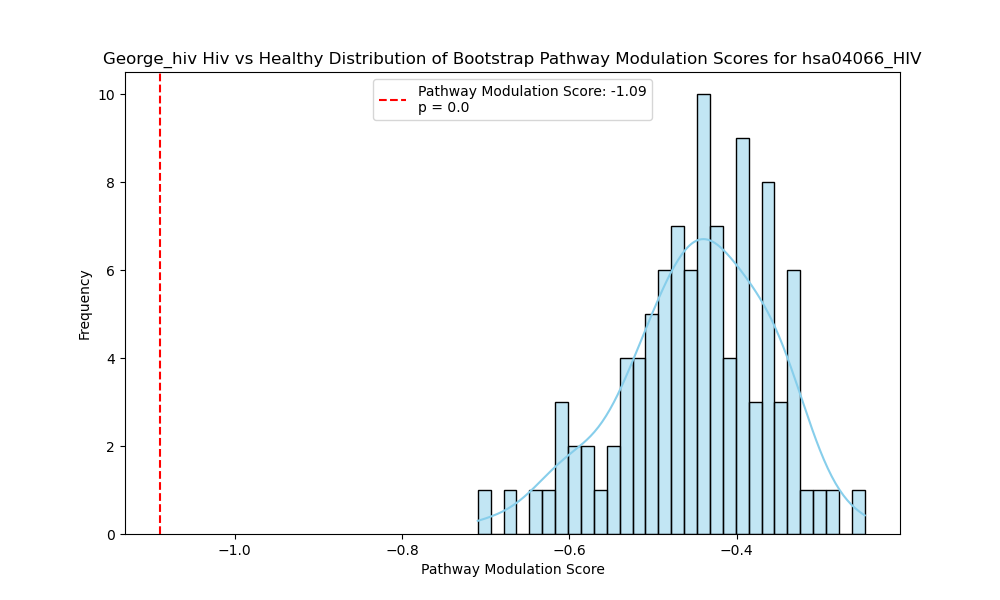 George_hiv Hiv vs Healthy Distribution of Bootstrap Pathway Modulation Scores for hsa04066_HIV
Pathway Modulation Score: -1.09
p = 0.0
Frequency
10
8
6
4
2
0
−1.0
−0.8
−0.6
−0.4
Pathway Modulation Score